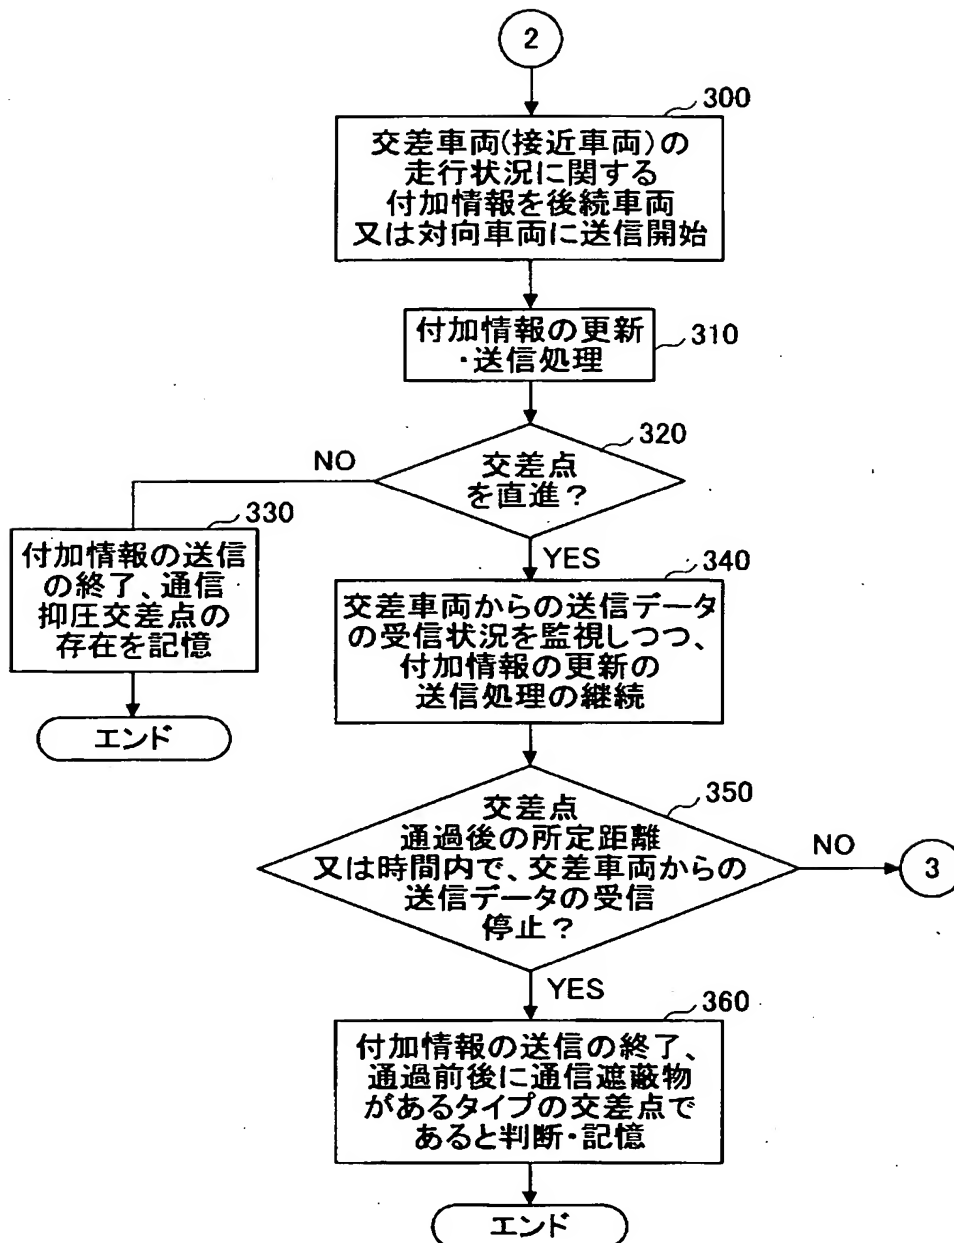 2
300
交差車両(接近車両)の
走行状況に関する
付加情報を後続車両
又は対向車両に送信開始
付加情報の更新
・送信処理
310
320
交差点
を直進？
NO
330
付加情報の送信
の終了、通信
抑圧交差点の
存在を記憶
エンド
YES
340
交差車両からの送信データ
の受信状況を監視しつつ、
付加情報の更新の
送信処理の継続
350
交差点
通過後の所定距離
又は時間内で、交差車両からの
送信データの受信
停止？
NO
3
YES
360
付加情報の送信の終了、
通過前後に通信遮蔽物
があるタイプの交差点で
あると判断・記憶
エンド